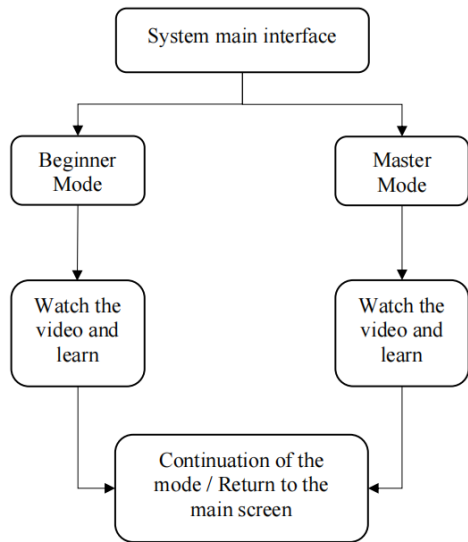 System main interface
Beginner
Mode
Master
Mode
Watch the
video and
learn
Watch the
video and
learn
Continuation of the
mode / Return to the
main screen